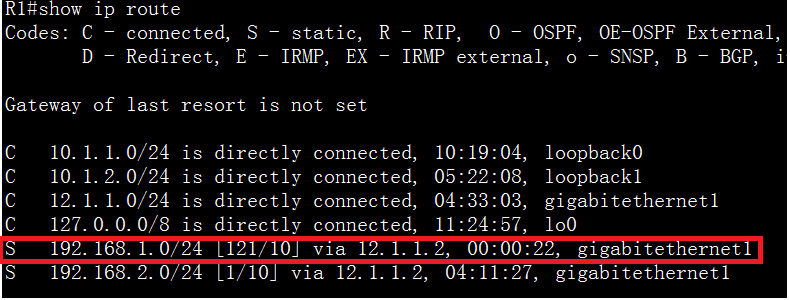 R1#show ip route
Codes: C - connected, S - static, R - RIP,  O - OSPF, OE-OSPF External,
D - Redirect, E - IRMP, EX - IRMP external, o - SNSP, B - BGP,
Gateway of last resort is not set
C   10.1.1.0/24 is directly connected, 10:19:04, loopback0
C   10.1.2.0/24 is directly connected, 05:22:08, loopback1
C   12.1.1.0/24 is directly connected, 04:33:03, gigabitethernet1
C   127.0.0.0/8 is directly connected, 11:24:57, lo0
S   192.168.1.0/24 [121/10] via 12.1.1.2, 00:00:22, gigabitethernet1
S   192.168.2.0/24 [1/10] via 12.1.1.2, 04:11:27, gigabitethernet1